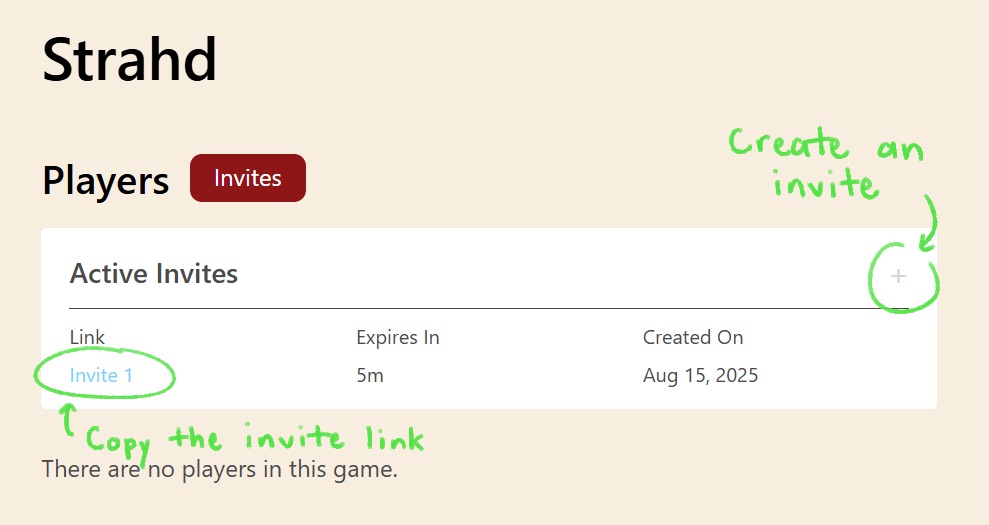 Strahd
Create an
invite
Players Invites
Active Invites +
Link Expires In Created On
Invite 1 5m Aug 15, 2025
Copy the invite link
There are no players in this game.